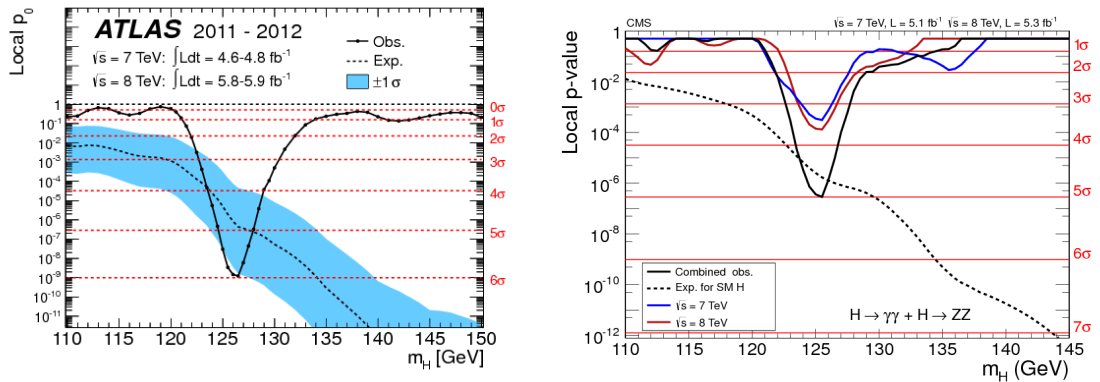 ATLAS 2011 - 2012
√s = 7 TeV: ∫Ldt = 4.6-4.8 fb⁻¹
√s = 8 TeV: ∫Ldt = 5.8-5.9 fb⁻¹
Obs.
Exp.
±1 σ
Local p₀
1
10⁻¹
10⁻²
10⁻³
10⁻⁴
10⁻⁵
10⁻⁶
10⁻⁷
10⁻⁸
10⁻⁹
10⁻¹⁰
10⁻¹¹
0σ
1σ
2σ
3σ
4σ
5σ
6σ
110 115 120 125 130 135 140 145 150
m_H [GeV]
CMS √s = 7 TeV, L = 5.1 fb⁻¹ √s = 8 TeV, L = 5.3 fb⁻¹
Local p-value
1
10⁻²
10⁻⁴
10⁻⁶
10⁻⁸
10⁻¹⁰
10⁻¹²
1σ
2σ
3σ
4σ
5σ
6σ
7σ
Combined obs.
Exp. for SM H
√s = 7 TeV
√s = 8 TeV
H → γγ + H → ZZ
110 115 120 125 130 135 140 145
m_H (GeV)